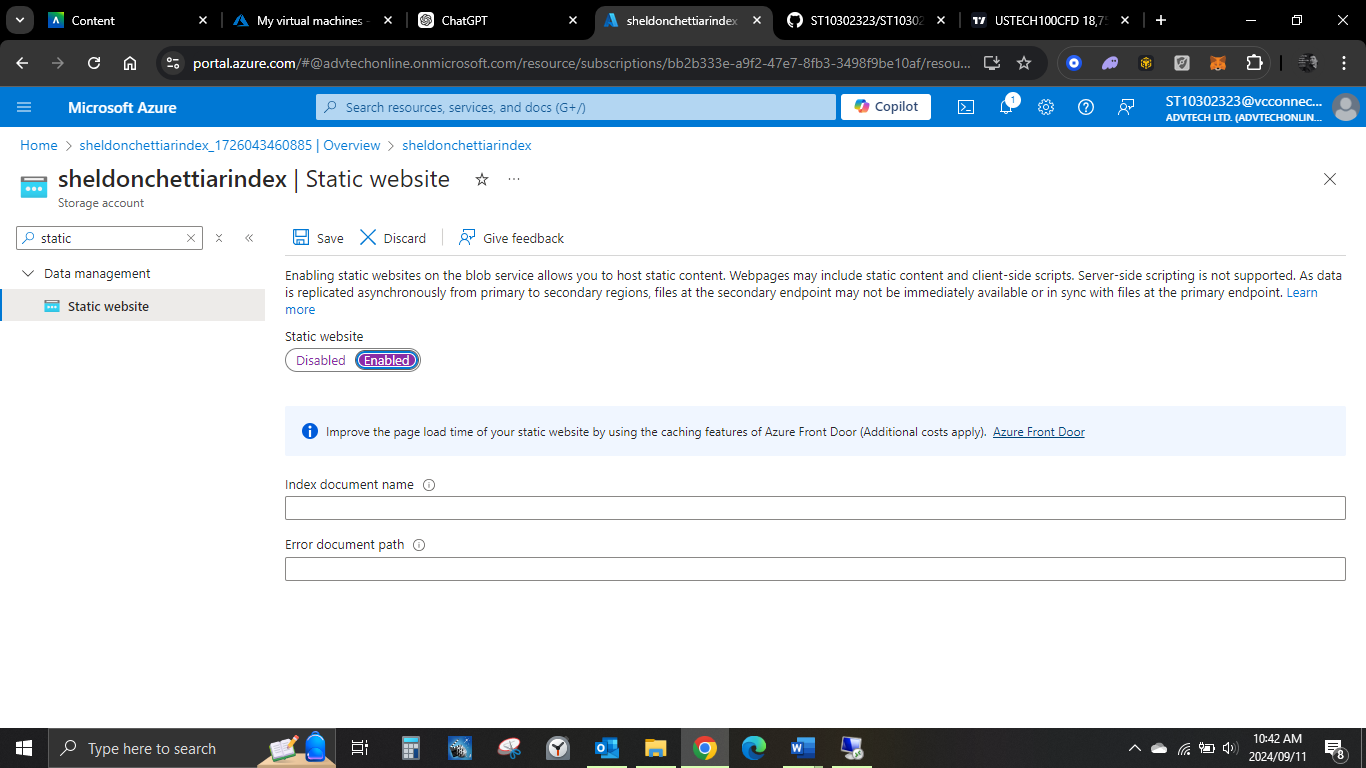 Content
My virtual machines -
ChatGPT
sheldonchettiarindex
ST10302323/ST10302
USTECH100CFD 18,7
portal.azure.com/#@advtechonline.onmicrosoft.com/resource/subscriptions/bb2b333e-a9f2-47e7-8fb3-3498f9be10af/resou...
Microsoft Azure
Search resources, services, and docs (G+/)
Copilot
1
ST10302323@vcconnec...
ADVTECH LTD. (ADVTECHONLIN...
Home > sheldonchettiarindex_1726043460885 | Overview > sheldonchettiarindex
sheldonchettiarindex | Static website
Storage account
static
Data management
Static website
Save
Discard
Give feedback
Enabling static websites on the blob service allows you to host static content. Webpages may include static content and client-side scripts. Server-side scripting is not supported. As data
is replicated asynchronously from primary to secondary regions, files at the secondary endpoint may not be immediately available or in sync with files at the primary endpoint. Learn
more
Static website
Disabled Enabled
Improve the page load time of your static website by using the caching features of Azure Front Door (Additional costs apply). Azure Front Door
Index document name
Error document path
Type here to search
10:42 AM
2024/09/11
8